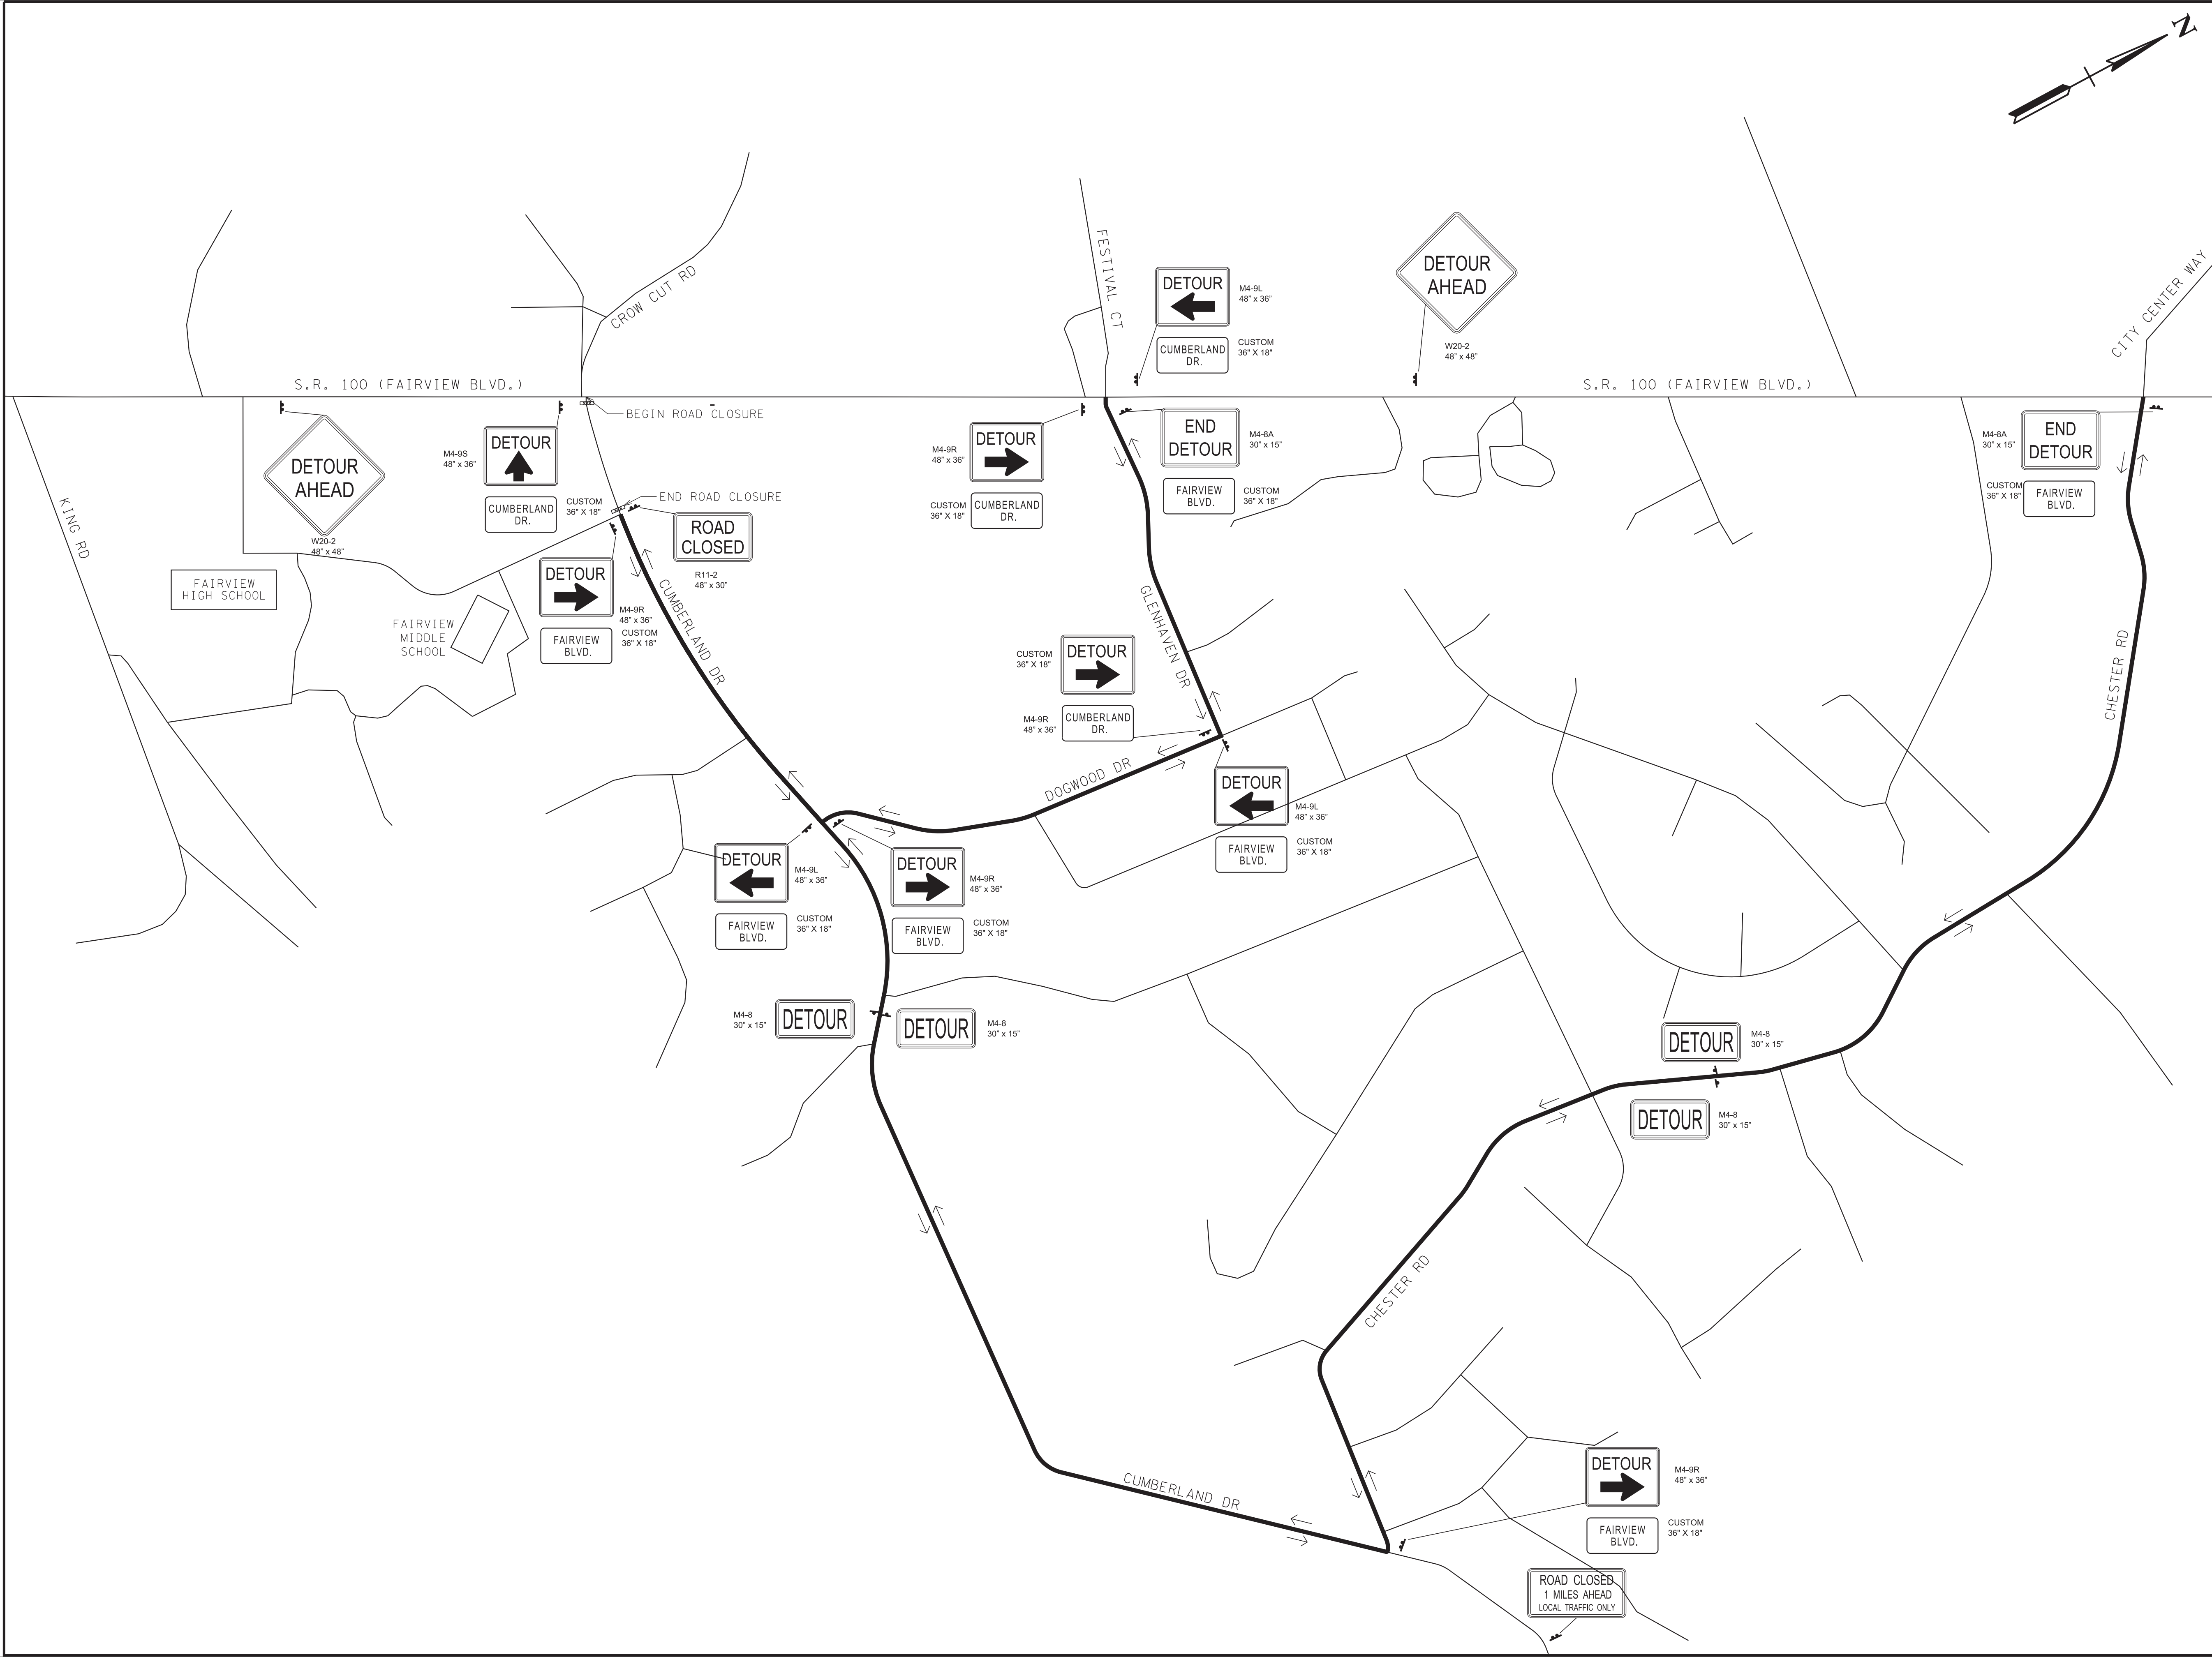 N
CITY CENTER WAY
FESTIVAL CT
CROW CUT RD
DETOUR
M4-9L
48" x 36"
CUMBERLAND
DR.
CUSTOM
36" X 18"
DETOUR
AHEAD
W20-2
48" x 48"
S.R. 100 (FAIRVIEW BLVD.)
S.R. 100 (FAIRVIEW BLVD.)
BEGIN ROAD CLOSURE
DETOUR
AHEAD
W20-2
48" x 48"
M4-9S
48" x 36"
DETOUR
CUMBERLAND
DR.
CUSTOM
36" X 18"
END ROAD CLOSURE
ROAD
CLOSED
R11-2
48" x 30"
M4-9R
48" x 36"
DETOUR
CUSTOM
36" X 18"
CUMBERLAND
DR.
END
DETOUR
M4-8A
30" x 15"
FAIRVIEW
BLVD.
CUSTOM
36" X 18"
M4-8A
30" x 15"
END
DETOUR
CUSTOM
36" X 18"
FAIRVIEW
BLVD.
KING RD
FAIRVIEW
HIGH SCHOOL
FAIRVIEW
MIDDLE
SCHOOL
DETOUR
M4-9R
48" x 36"
FAIRVIEW
BLVD.
CUSTOM
36" X 18"
CUMBERLAND DR
GLENHAVEN DR
CHESTER RD
CUSTOM
36" X 18"
DETOUR
M4-9R
48" x 36"
CUMBERLAND
DR.
DOGWOOD DR
DETOUR
M4-9L
48" x 36"
FAIRVIEW
BLVD.
CUSTOM
36" X 18"
DETOUR
M4-9L
48" x 36"
FAIRVIEW
BLVD.
CUSTOM
36" X 18"
DETOUR
M4-9R
48" x 36"
FAIRVIEW
BLVD.
CUSTOM
36" X 18"
M4-8
30" x 15"
DETOUR
DETOUR
M4-8
30" x 15"
DETOUR
M4-8
30" x 15"
DETOUR
M4-8
30" x 15"
CHESTER RD
CUMBERLAND DR
DETOUR
M4-9R
48" x 36"
FAIRVIEW
BLVD.
CUSTOM
36" X 18"
ROAD CLOSED
1 MILES AHEAD
LOCAL TRAFFIC ONLY